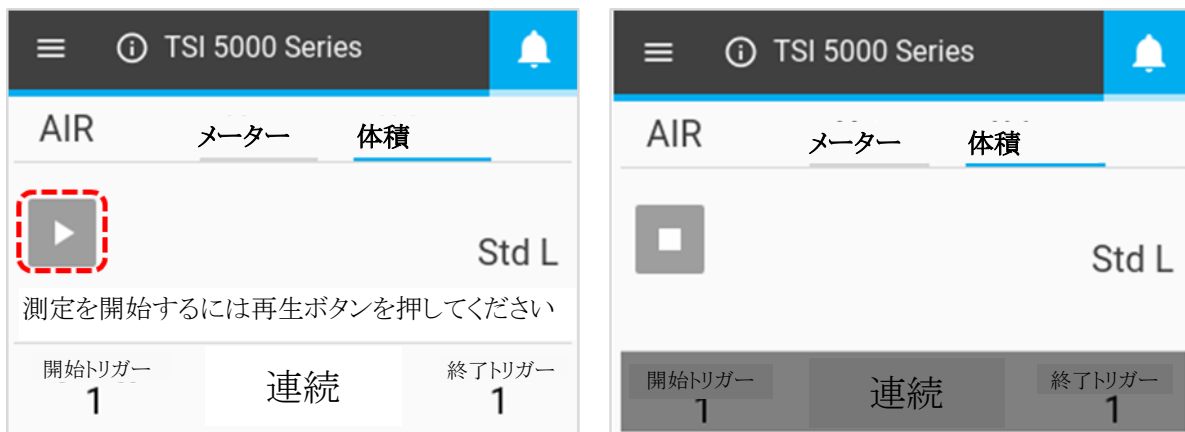 TSI 5000 Series
AIR メーター 体積
Std L
測定を開始するには再生ボタンを押してください
開始トリガー 連続 終了トリガー
1 1
TSI 5000 Series
AIR メーター 体積
Std L
開始トリガー 連続 終了トリガー
1 1